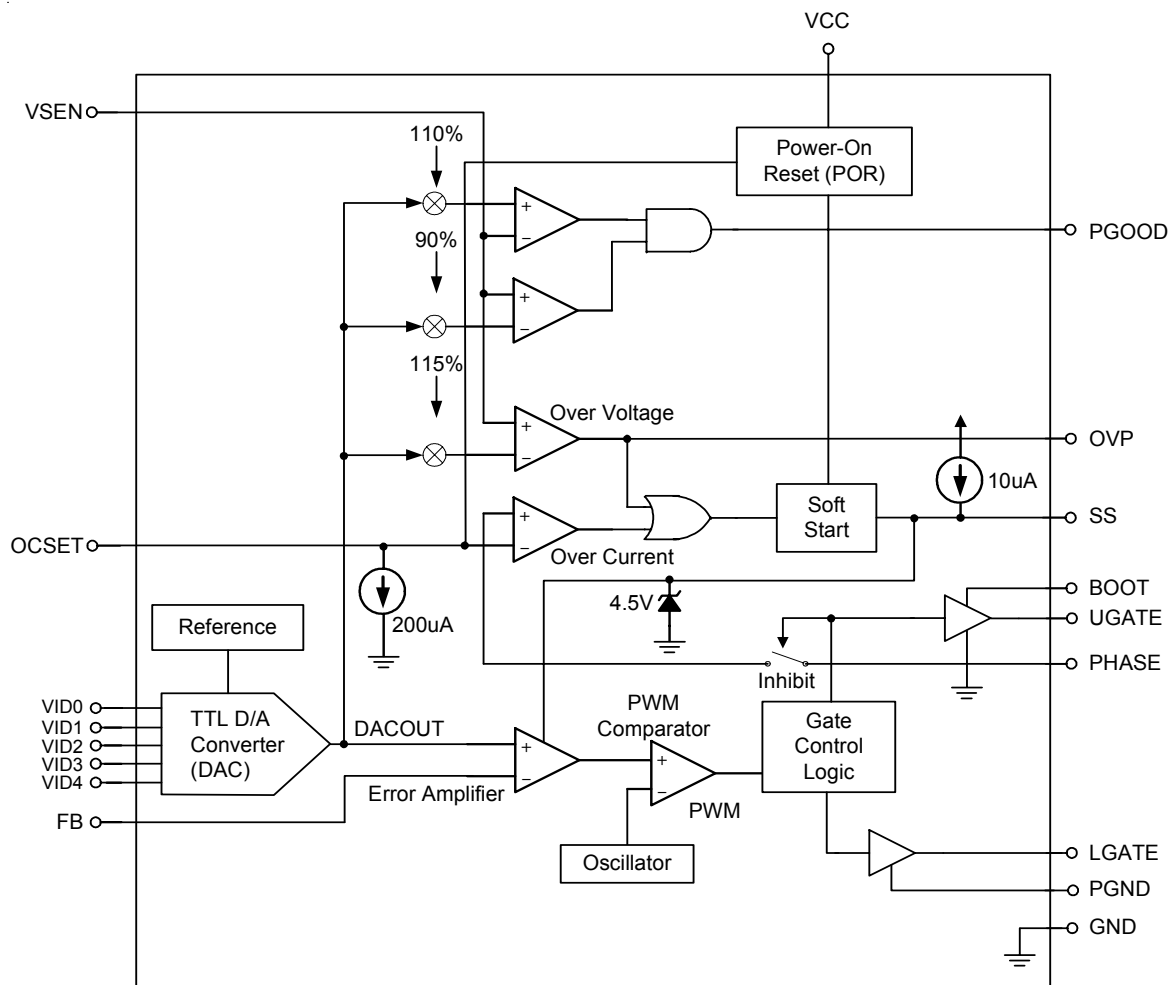 VCC
VSEN
110%
Power-On
Reset (POR)
+
−
PGOOD
90%
+
−
115%
Over Voltage
+
−
OVP
10uA
Soft
Start
SS
OCSET
+
−
Over Current
200uA
4.5V
BOOT
UGATE
PHASE
Inhibit
Reference
VID0
VID1
VID2
VID3
VID4
TTL D/A
Converter
(DAC)
DACOUT
+
−
Error Amplifier
PWM
Comparator
+
−
PWM
Gate
Control
Logic
FB
Oscillator
LGATE
PGND
GND